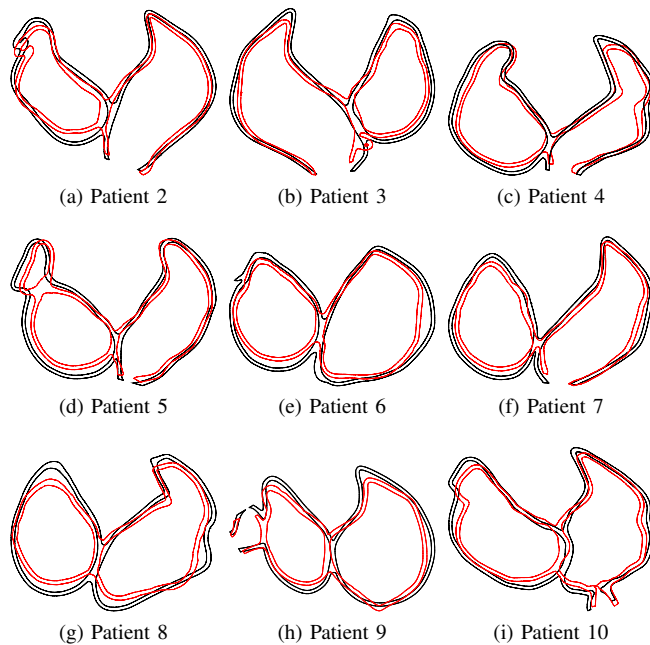 (a) Patient 2
(b) Patient 3
(c) Patient 4
(d) Patient 5
(e) Patient 6
(f) Patient 7
(g) Patient 8
(h) Patient 9
(i) Patient 10